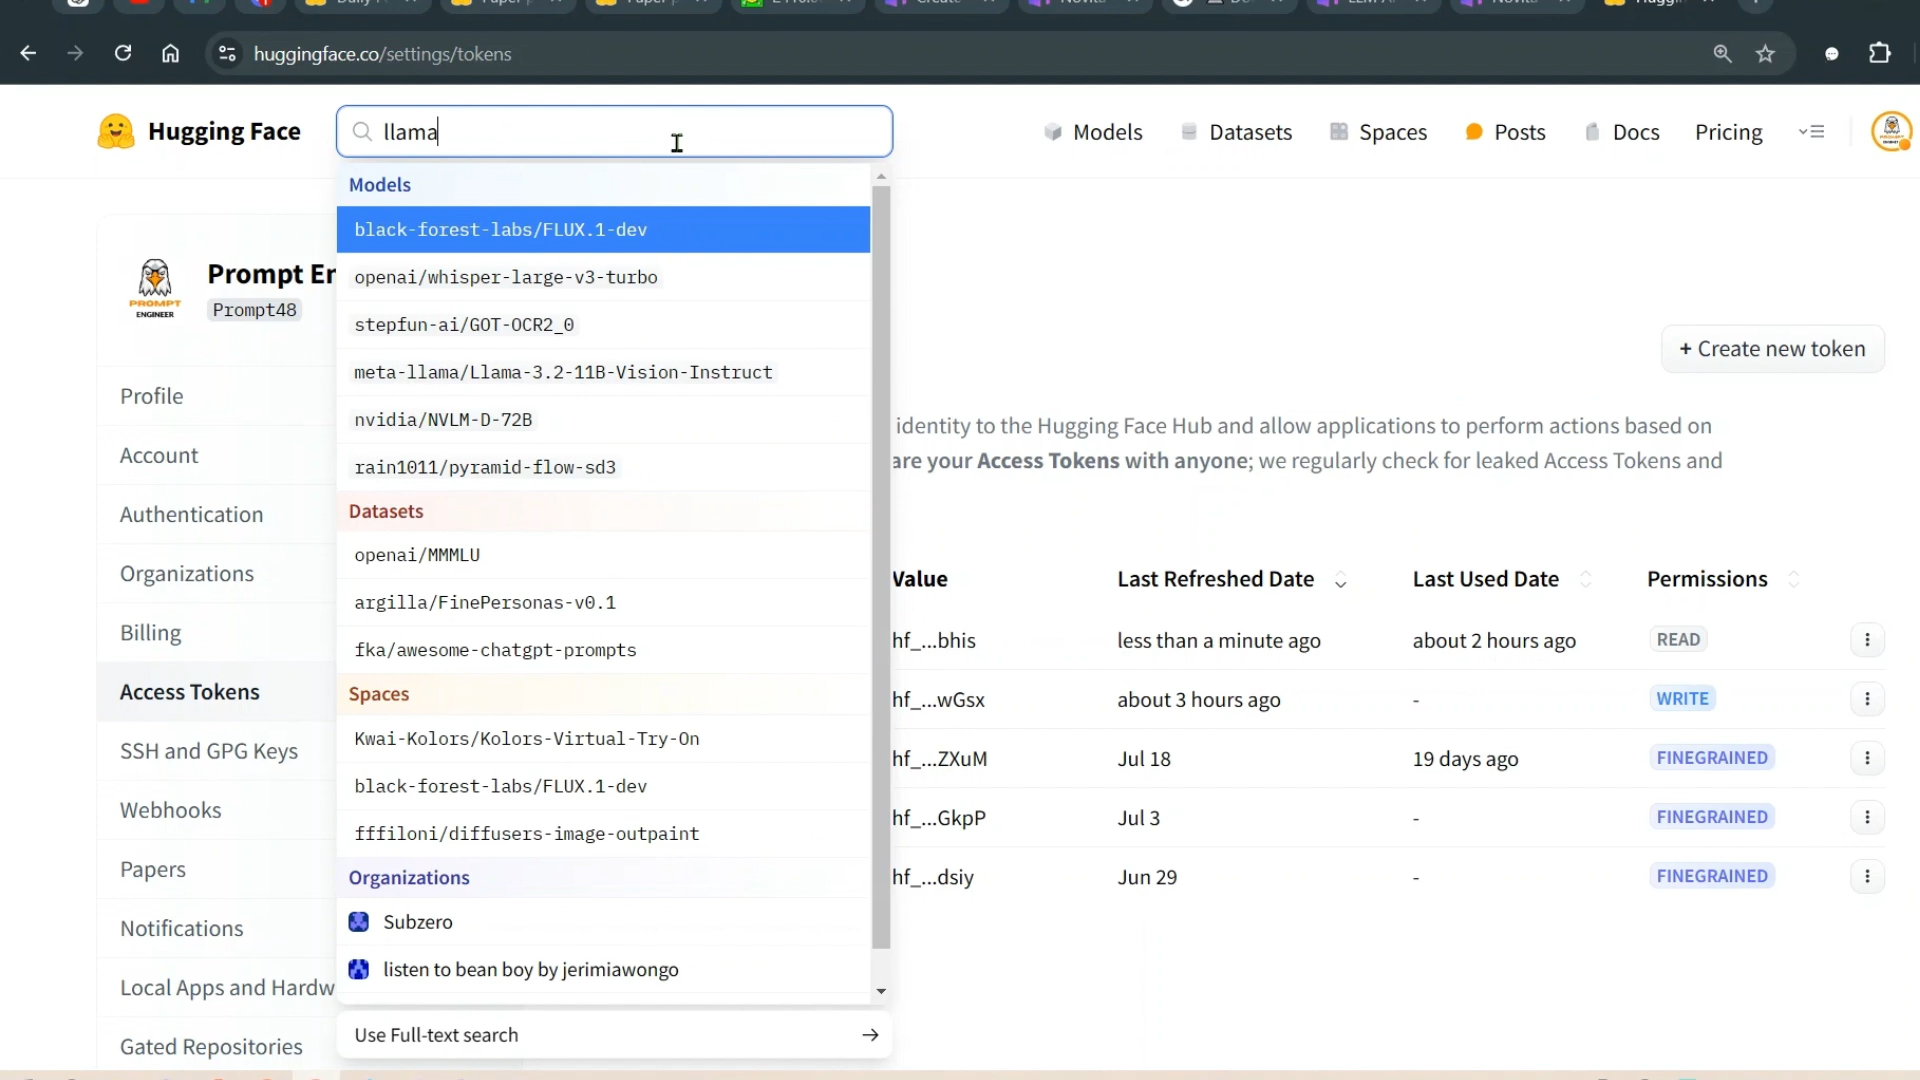 huggingface.co/settings/tokens
Hugging Face
llama
Models
Datasets
Spaces
Posts
Docs
Pricing
Models
black-forest-labs/FLUX.1-dev
openai/whisper-large-v3-turbo
stepfun-ai/GOT-OCR2_0
meta-llama/Llama-3.2-11B-Vision-Instruct
nvidia/NVLM-D-72B
rain1011/pyramid-flow-sd3
Datasets
openai/MMMLU
argilla/FinePersonas-v0.1
fka/awesome-chatgpt-prompts
Spaces
Kwai-Kolors/Kolors-Virtual-Try-On
black-forest-labs/FLUX.1-dev
fffiloni/diffusers-image-outpaint
Organizations
Subzero
listen to bean boy by jerimiawongo
Use Full-text search
PROMPT
ENGINEER
Prompt En
Prompt48
Profile
Account
Authentication
Organizations
Billing
Access Tokens
SSH and GPG Keys
Webhooks
Papers
Notifications
Local Apps and Hardw
Gated Repositories
+ Create new token
identity to the Hugging Face Hub and allow applications to perform actions based on
are your Access Tokens with anyone; we regularly check for leaked Access Tokens and
Value Last Refreshed Date Last Used Date Permissions
hf_...bhis less than a minute ago about 2 hours ago READ
hf_...wGsx about 3 hours ago - WRITE
hf_...ZXuM Jul 18 19 days ago FINEGRAINED
hf_...GkpP Jul 3 - FINEGRAINED
hf_...dsiy Jun 29 - FINEGRAINED